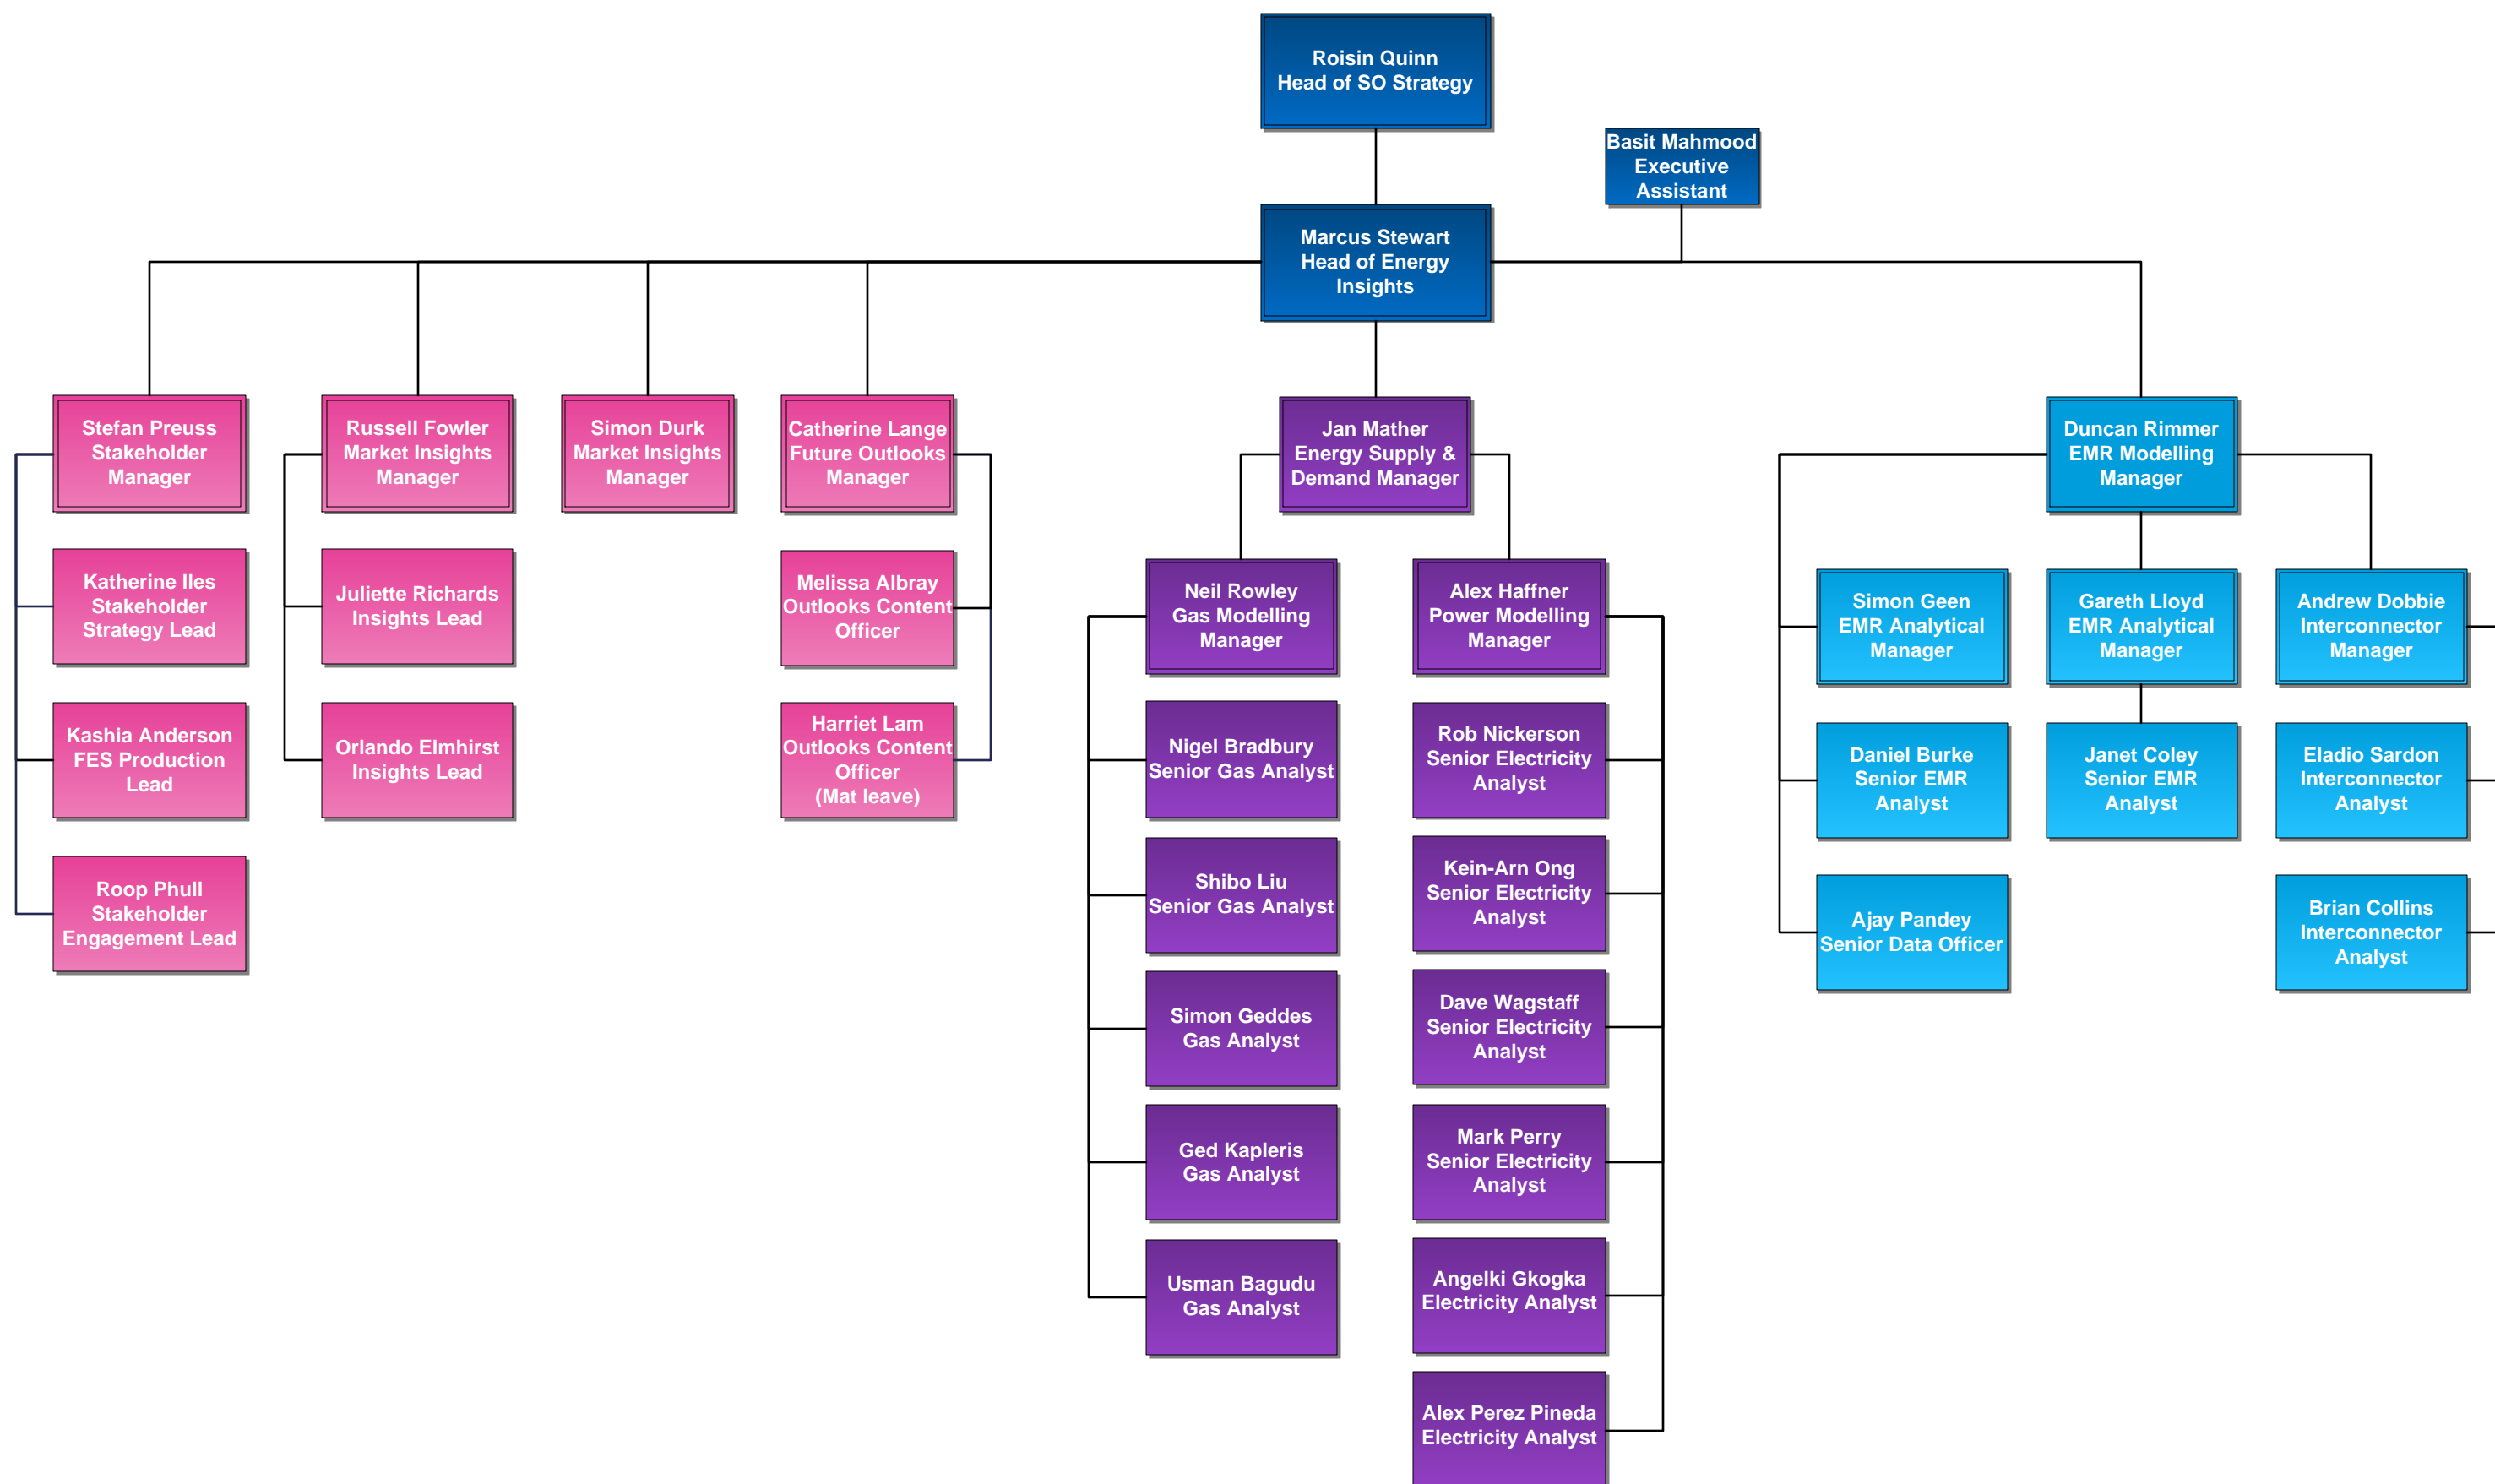 Roisin Quinn
Head of SO Strategy
Basit Mahmood
Executive
Assistant
Marcus Stewart
Head of Energy
Insights
Stefan Preuss
Stakeholder
Manager
Russell Fowler
Market Insights
Manager
Simon Durk
Market Insights
Manager
Catherine Lange
Future Outlooks
Manager
Jan Mather
Energy Supply &
Demand Manager
Duncan Rimmer
EMR Modelling
Manager
Katherine Iles
Stakeholder
Strategy Lead
Juliette Richards
Insights Lead
Melissa Albray
Outlooks Content
Officer
Neil Rowley
Gas Modelling
Manager
Alex Haffner
Power Modelling
Manager
Simon Geen
EMR Analytical
Manager
Gareth Lloyd
EMR Analytical
Manager
Andrew Dobbie
Interconnector
Manager
Kashia Anderson
FES Production
Lead
Orlando Elmhirst
Insights Lead
Harriet Lam
Outlooks Content
Officer
(Mat leave)
Nigel Bradbury
Senior Gas Analyst
Rob Nickerson
Senior Electricity
Analyst
Daniel Burke
Senior EMR
Analyst
Janet Coley
Senior EMR
Analyst
Eladio Sardon
Interconnector
Analyst
Roop Phull
Stakeholder
Engagement Lead
Shibo Liu
Senior Gas Analyst
Kein-Arn Ong
Senior Electricity
Analyst
Ajay Pandey
Senior Data Officer
Brian Collins
Interconnector
Analyst
Simon Geddes
Gas Analyst
Dave Wagstaff
Senior Electricity
Analyst
Ged Kapleris
Gas Analyst
Mark Perry
Senior Electricity
Analyst
Usman Bagudu
Gas Analyst
Angelki Gkogka
Electricity Analyst
Alex Perez Pineda
Electricity Analyst